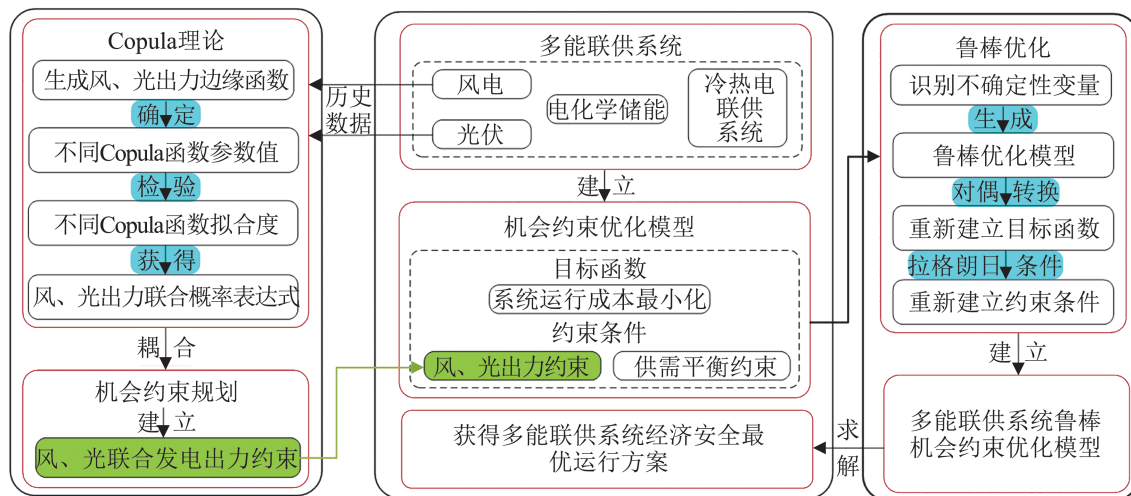 Copula理论
生成风、光出力边缘函数
确定
不同Copula函数参数值
检验
不同Copula函数拟合度
获得
风、光出力联合概率表达式
耦合
机会约束规划
建立
风、光联合发电出力约束
历史
数据
多能联供系统
风电
光伏
电化学储能
冷热电
联供
系统
建立
机会约束优化模型
目标函数
系统运行成本最小化
约束条件
风、光出力约束
供需平衡约束
获得多能联供系统经济安全最
优运行方案
鲁棒优化
识别不确定性变量
生成
鲁棒优化模型
对偶转换
重新建立目标函数
拉格朗日条件
重新建立约束条件
建立
多能联供系统鲁棒
机会约束优化模型
求
解